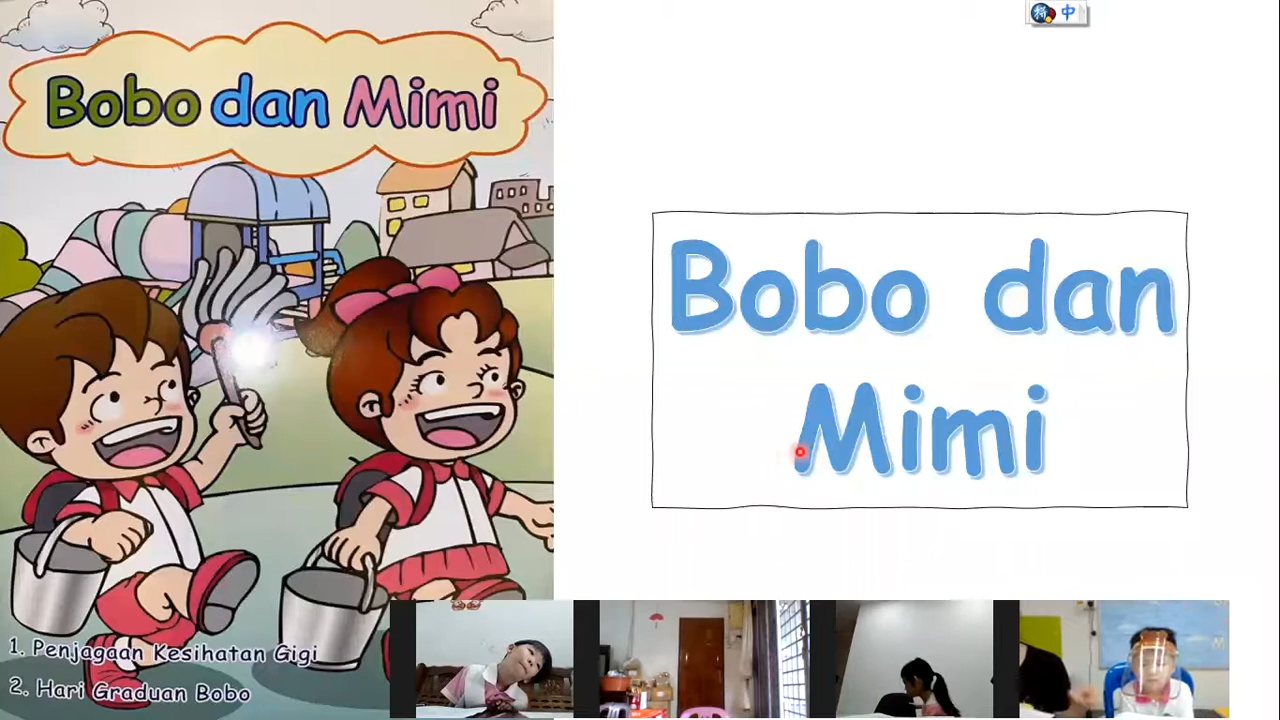 Bobo dan Mimi
1. Penjagaan Kesihatan Gigi
2. Hari Graduan Bobo
Bobo dan
Mimi
中